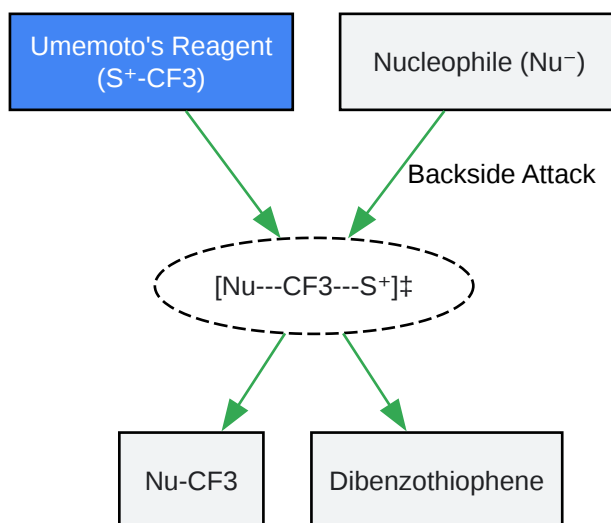 Umemoto's Reagent
(S⁺-CF3)
Nucleophile (Nu⁻)
Backside Attack
[Nu---CF3---S⁺]‡
Nu-CF3
Dibenzothiophene